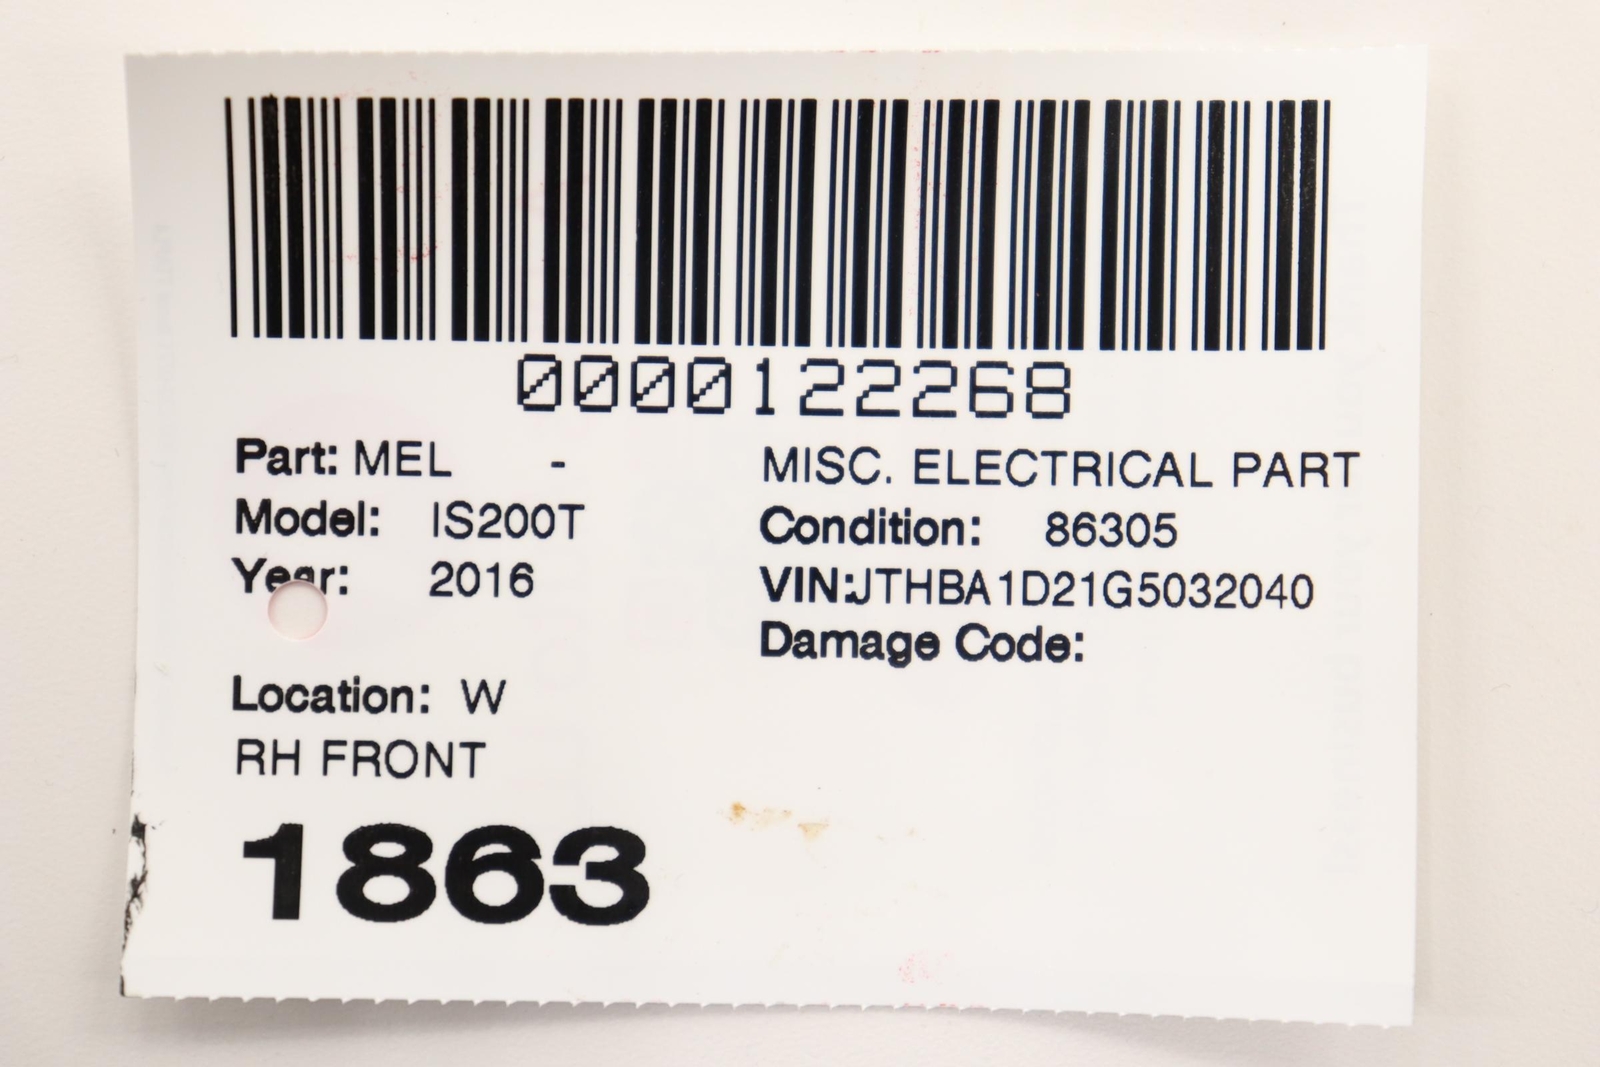 0000122268
Part: MEL - MISC. ELECTRICAL PART
Model: IS200T Condition: 86305
Year: 2016 VIN:JTHBA1D21G5032040
Damage Code:
Location: W
RH FRONT
1863